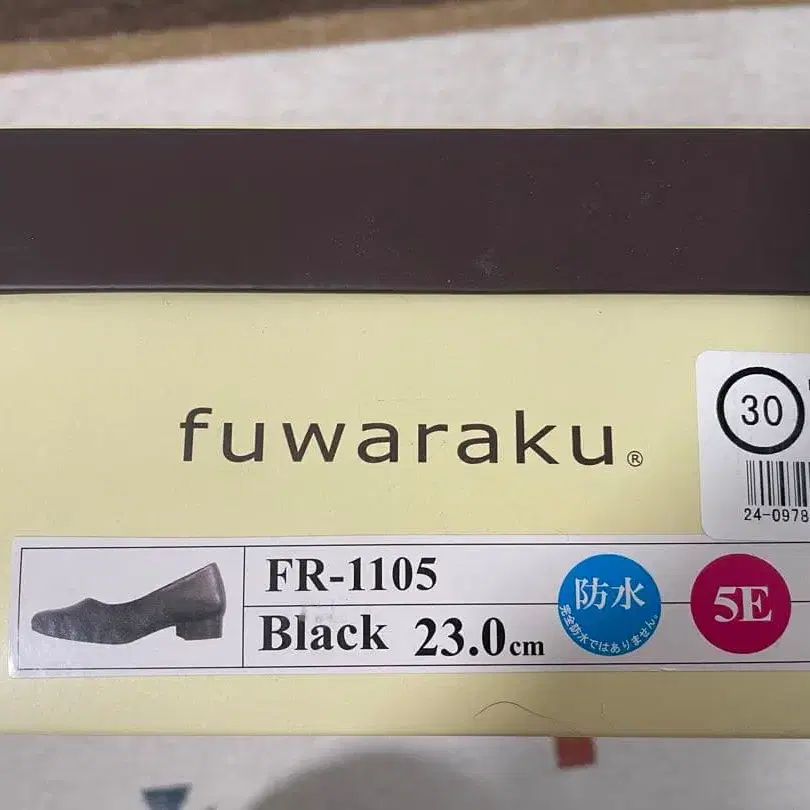 fuwaraku®
30
24-0978
FR-1105
Black 23.0cm
防水
完全防水ではありません。
5E